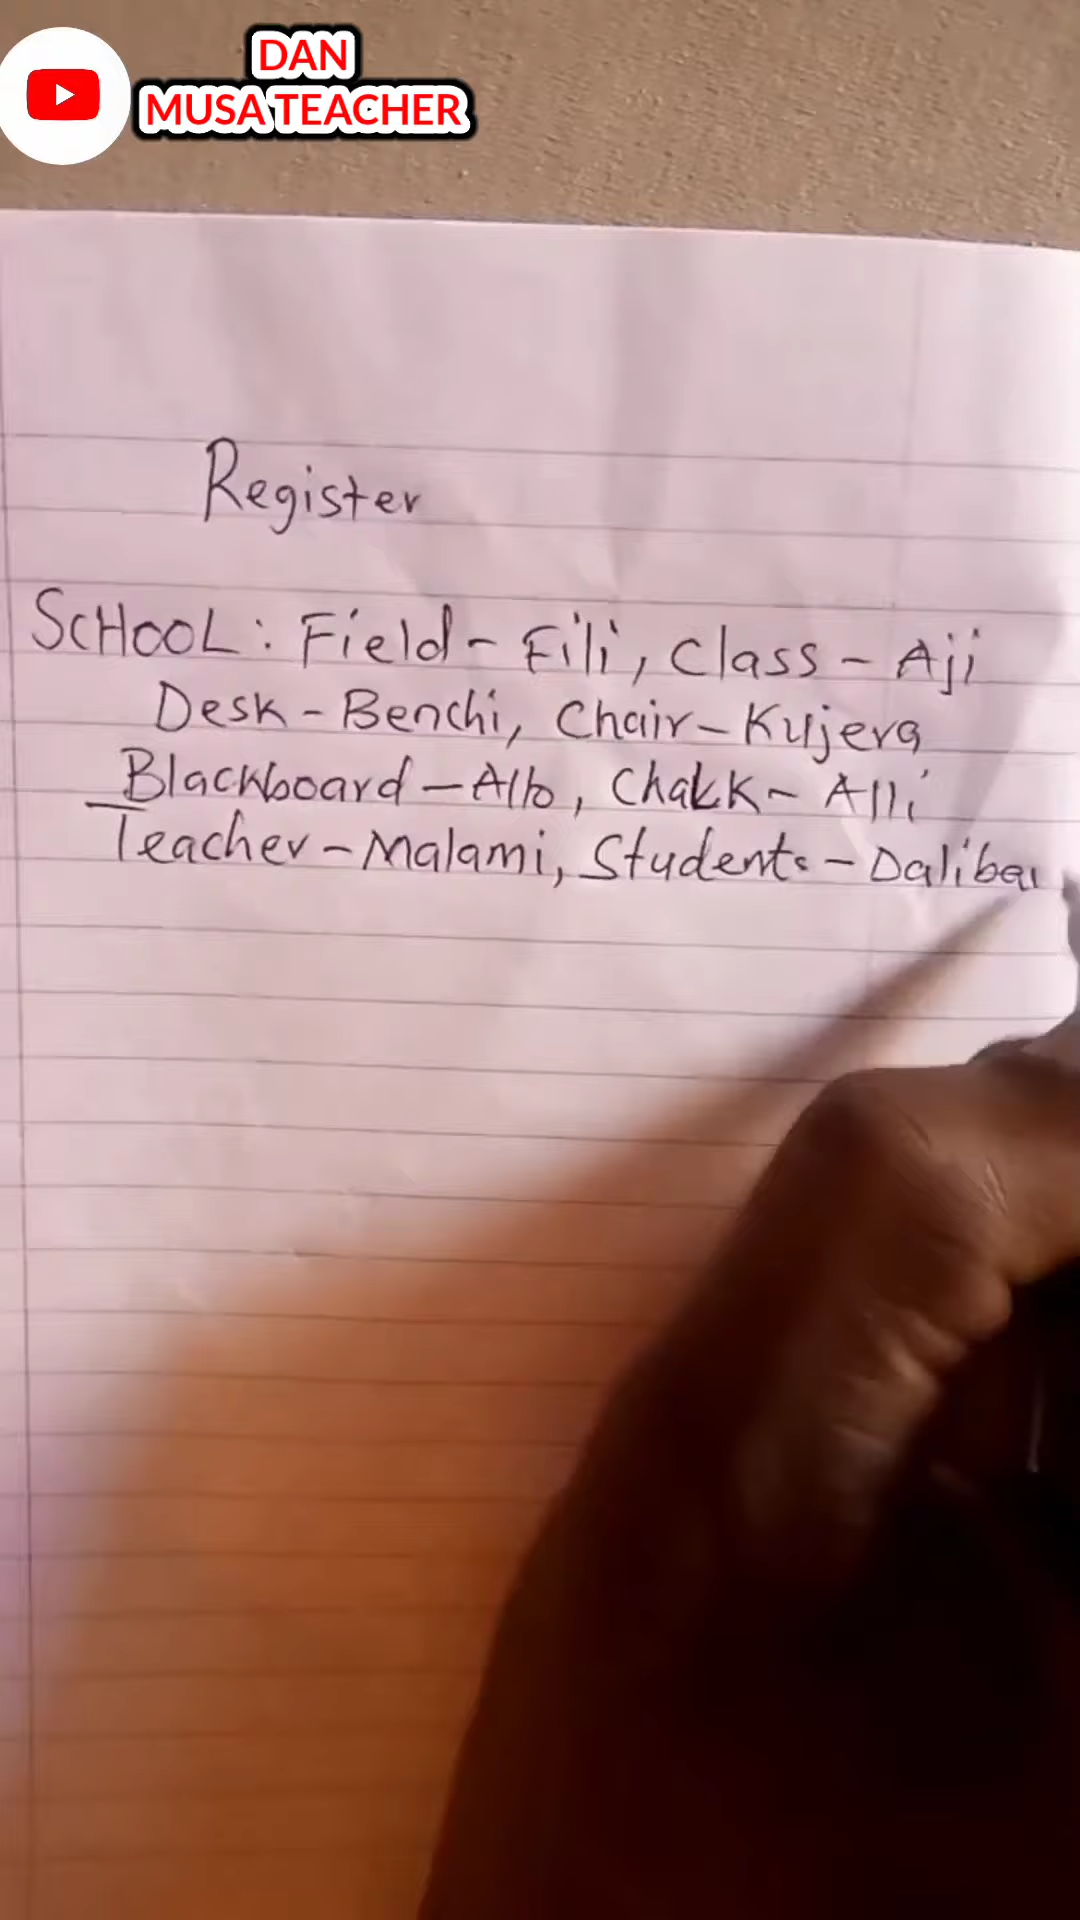 DAN
MUSA TEACHER
Register
SCHOOL: Field - Fili, Class - Aji
Desk - Benchi, Chair - Kujera
Blackboard - Allo, Chalk - Alli
Teacher - Malami, Students - Dalibai